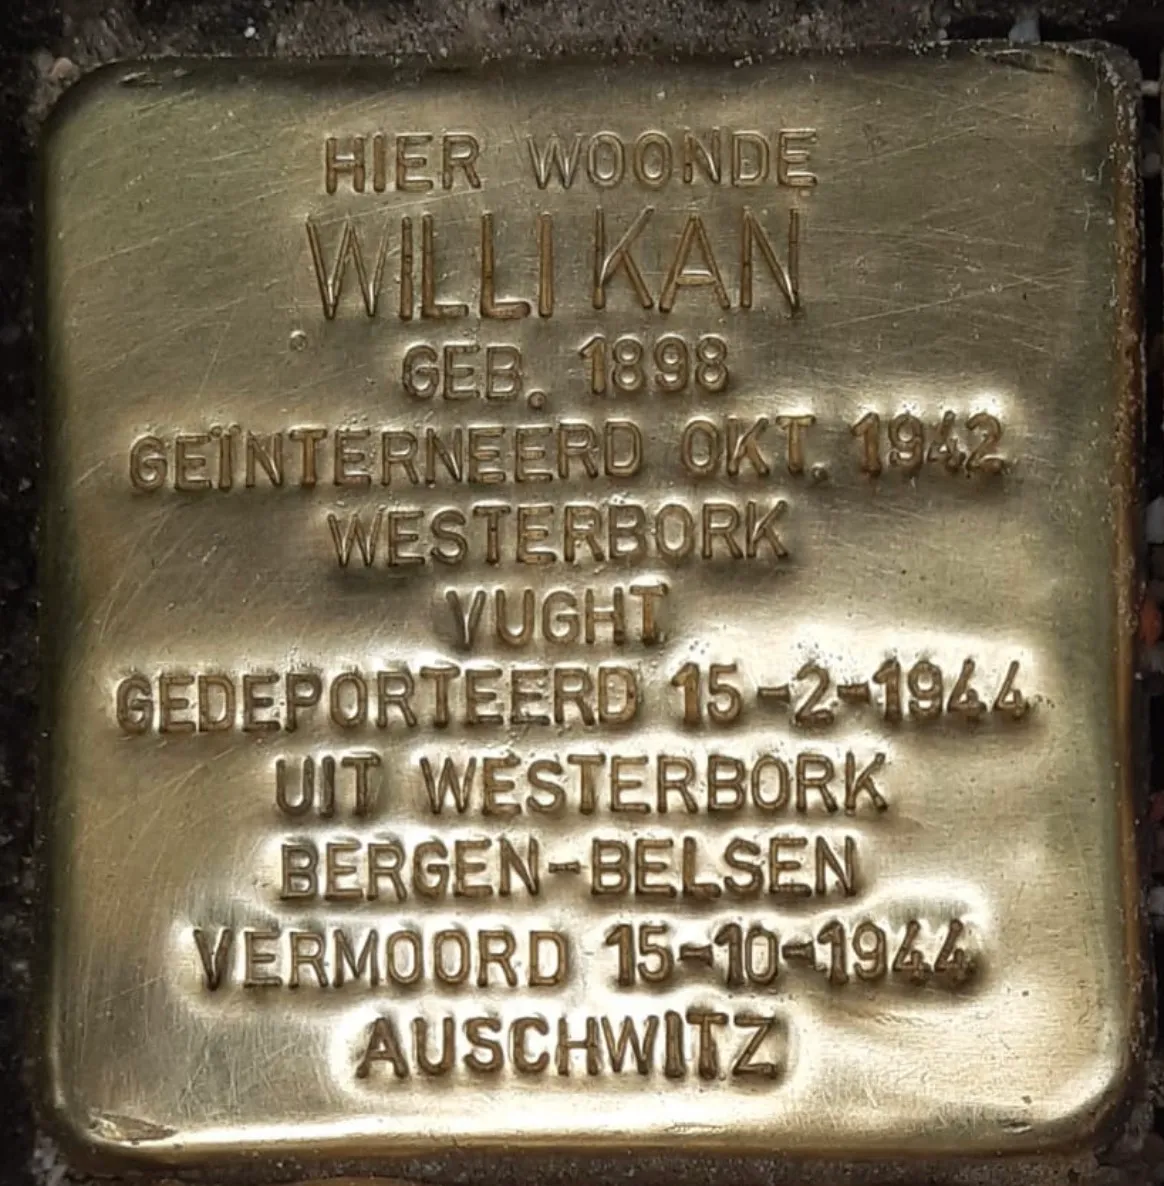 HIER WOONDE
WILLI KAN
GEB. 1898
GEÏNTERNEERD OKT. 1942
WESTERBORK
VUGHT
GEDEPORTEERD 15-2-1944
UIT WESTERBORK
BERGEN-BELSEN
VERMOORD 15-10-1944
AUSCHWITZ